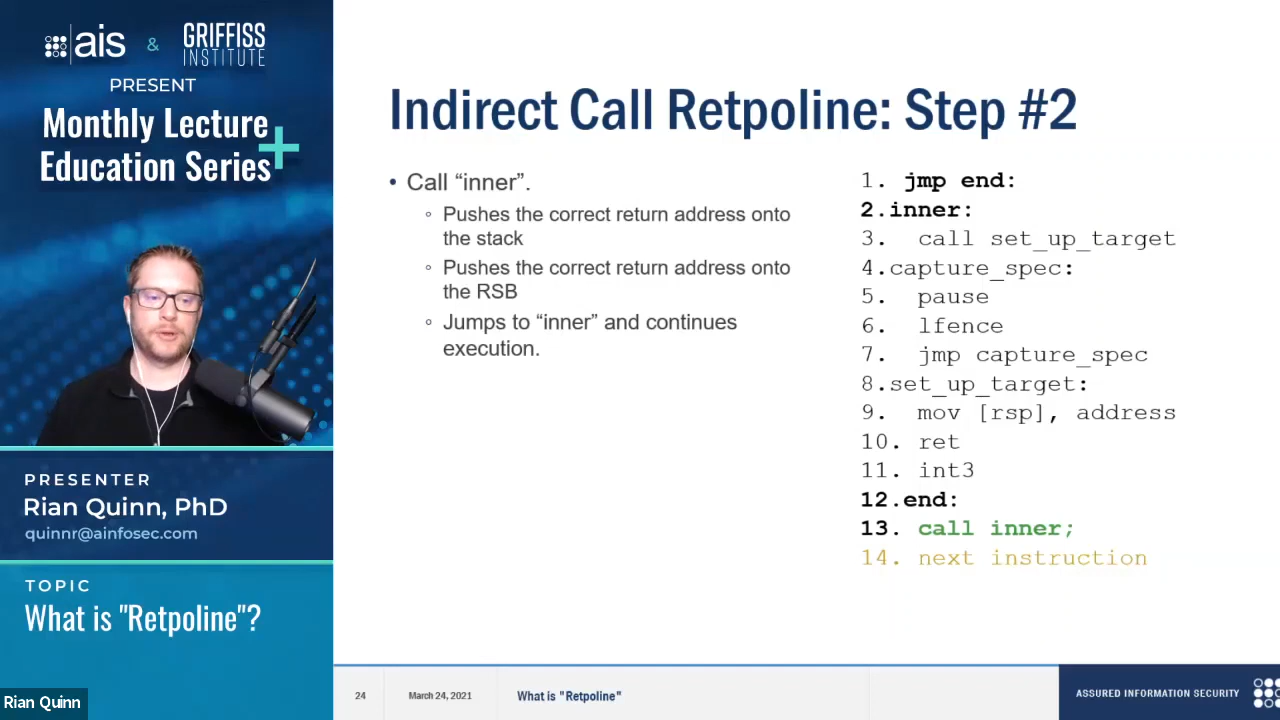 ais & GRIFFISS INSTITUTE
PRESENT
Monthly Lecture
Education Series+
PRESENTER
Rian Quinn, PhD
quinnr@ainfosec.com
TOPIC
What is "Retpoline"?
Rian Quinn
Indirect Call Retpoline: Step #2
• Call “inner”.
◦ Pushes the correct return address onto
the stack
◦ Pushes the correct return address onto
the RSB
◦ Jumps to “inner” and continues
execution.
1. jmp end:
2.inner:
3. call set_up_target
4.capture_spec:
5. pause
6. lfence
7. jmp capture_spec
8.set_up_target:
9. mov [rsp], address
10. ret
11. int3
12.end:
13. call inner;
14. next instruction
24 March 24, 2021 What is "Retpoline" ASSURED INFORMATION SECURITY